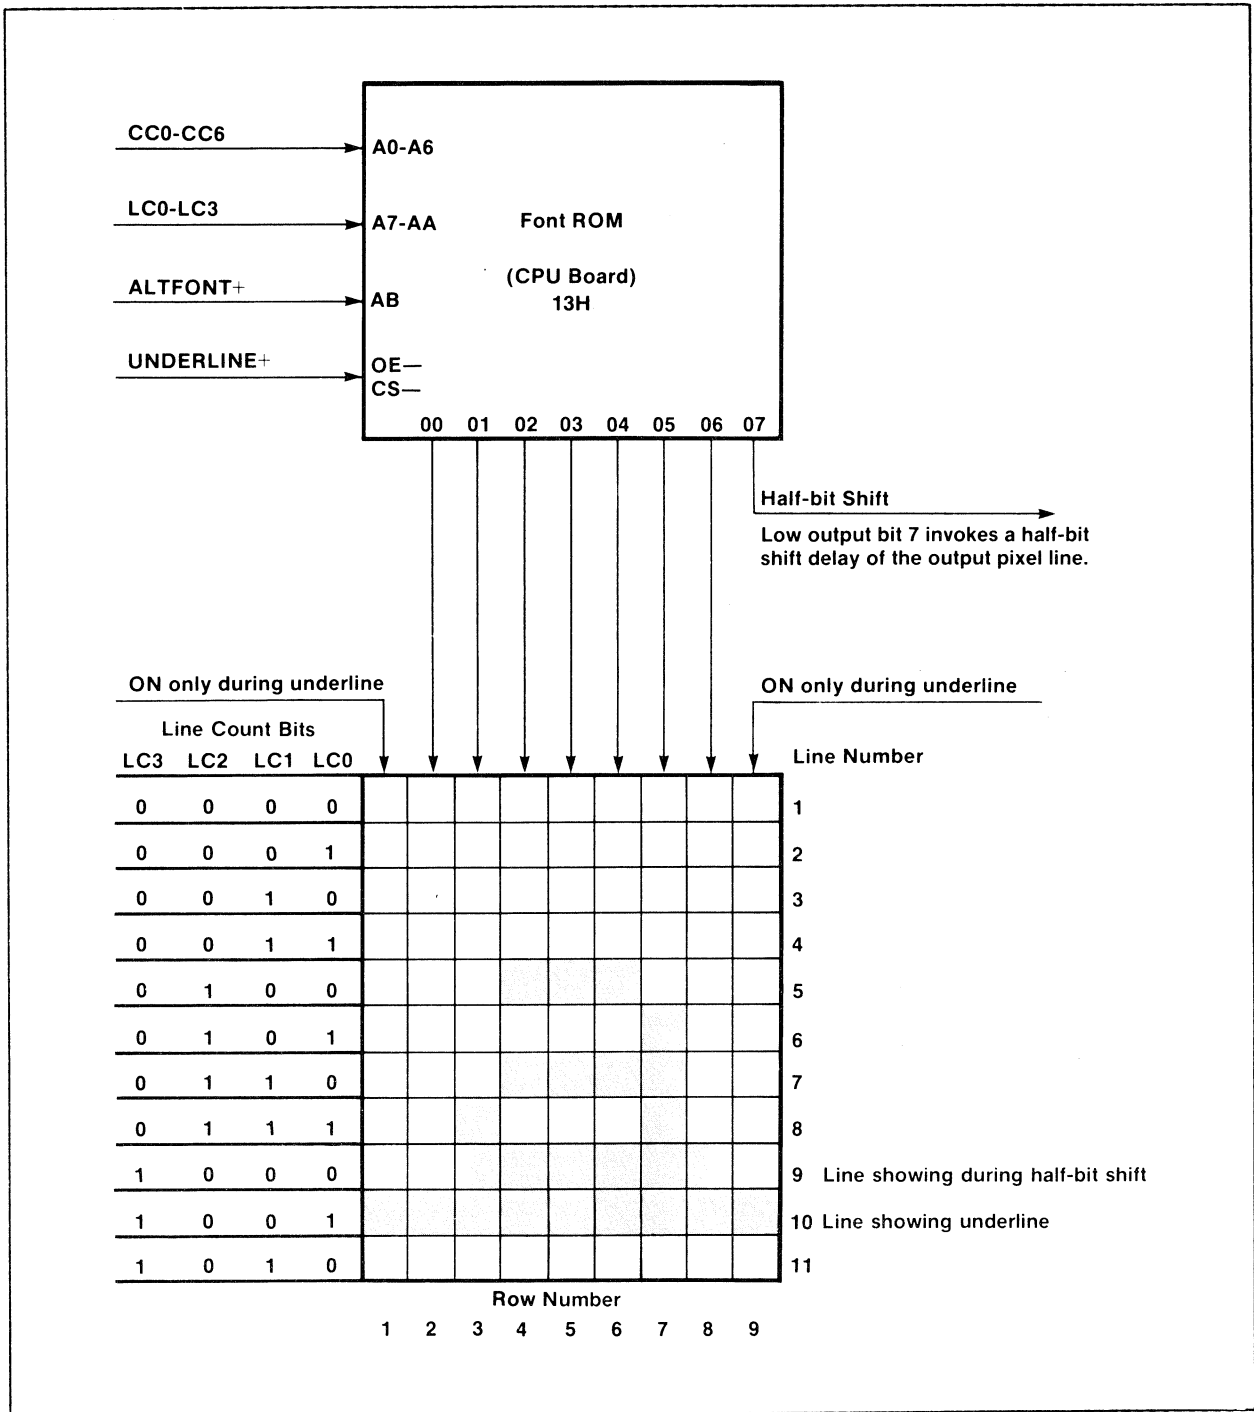 CC0-CC6
A0-A6
LC0-LC3
A7-AA
Font ROM
(CPU Board)
13H
ALTFONT+
AB
UNDERLINE+
OE—
CS—
00 01 02 03 04 05 06 07
Half-bit Shift
Low output bit 7 invokes a half-bit
shift delay of the output pixel line.
ON only during underline
ON only during underline
Line Count Bits
LC3 LC2 LC1 LC0
Line Number
0 0 0 0 1
0 0 0 1 2
0 0 1 0 3
0 0 1 1 4
0 1 0 0 5
0 1 0 1 6
0 1 1 0 7
0 1 1 1 8
1 0 0 0 9 Line showing during half-bit shift
1 0 0 1 10 Line showing underline
1 0 1 0 11
Row Number
1 2 3 4 5 6 7 8 9